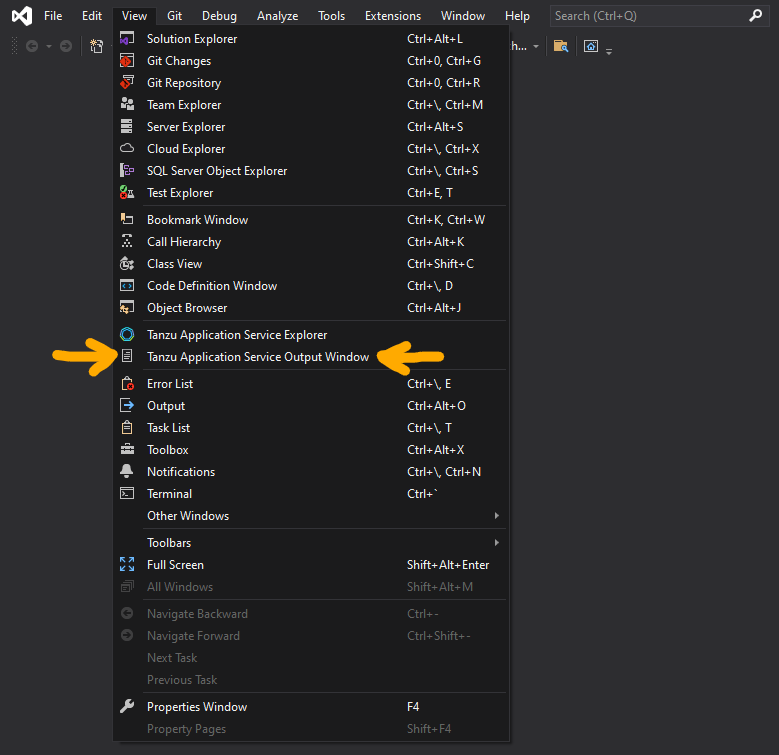 File Edit View Git Debug Analyze Tools Extensions Window Help Search (Ctrl+Q)
h...
Solution Explorer Ctrl+Alt+L
Git Changes Ctrl+0, Ctrl+G
Git Repository Ctrl+0, Ctrl+R
Team Explorer Ctrl+\, Ctrl+M
Server Explorer Ctrl+Alt+S
Cloud Explorer Ctrl+\, Ctrl+X
SQL Server Object Explorer Ctrl+\, Ctrl+S
Test Explorer Ctrl+E, T
Bookmark Window Ctrl+K, Ctrl+W
Call Hierarchy Ctrl+Alt+K
Class View Ctrl+Shift+C
Code Definition Window Ctrl+\, D
Object Browser Ctrl+Alt+J
Tanzu Application Service Explorer
Tanzu Application Service Output Window
Error List Ctrl+\, E
Output Ctrl+Alt+O
Task List Ctrl+\, T
Toolbox Ctrl+Alt+X
Notifications Ctrl+\, Ctrl+N
Terminal Ctrl+`
Other Windows
Toolbars
Full Screen Shift+Alt+Enter
All Windows Shift+Alt+M
Navigate Backward Ctrl+-
Navigate Forward Ctrl+Shift+-
Next Task
Previous Task
Properties Window F4
Property Pages Shift+F4